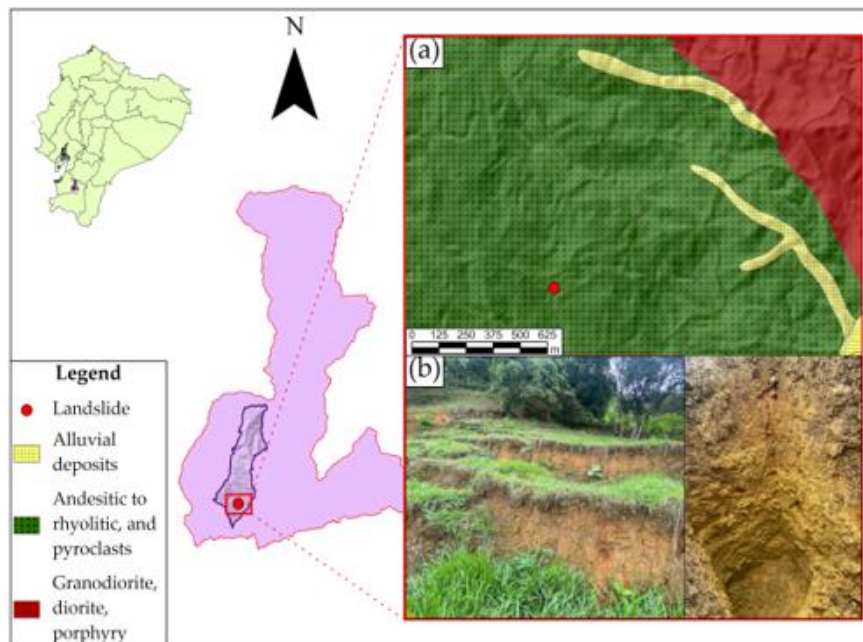 N
(a)
0 125 250 375 500 625
m
(b)
Legend
Landslide
Alluvial
deposits
Andesitic to
rhyolitic, and
pyroclasts
Granodiorite,
diorite,
porphyry